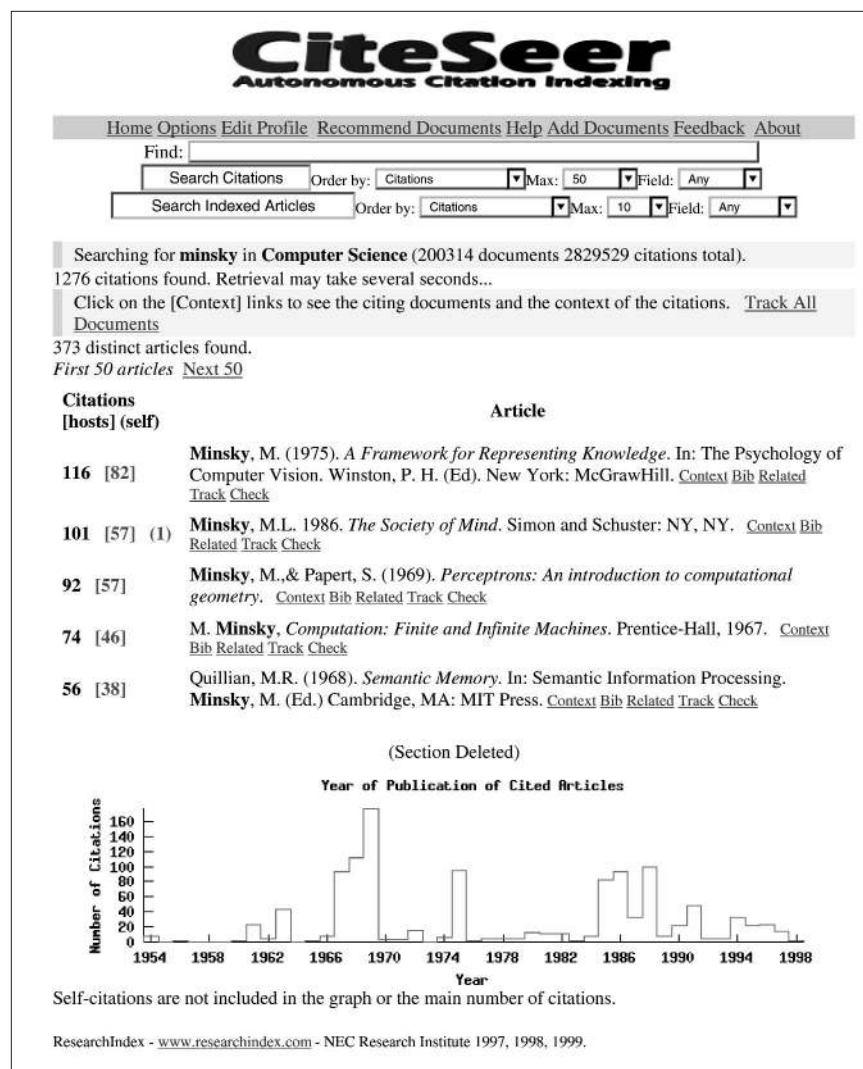 CiteSeer
Autonomous Citation Indexing
Home Options Edit Profile Recommend Documents Help Add Documents Feedback About
Find:
Search Citations Order by: Citations Max: 50 Field: Any
Search Indexed Articles Order by: Citations Max: 10 Field: Any
Searching for minsky in Computer Science (200314 documents 2829529 citations total).
1276 citations found. Retrieval may take several seconds...
Click on the [Context] links to see the citing documents and the context of the citations. Track All
Documents
373 distinct articles found.
First 50 articles Next 50
Citations
[hosts] (self)
Article
116 [82]
Minsky, M. (1975). A Framework for Representing Knowledge. In: The Psychology of
Computer Vision. Winston, P. H. (Ed). New York: McGrawHill. Context Bib Related
Track Check
101 [57] (1)
Minsky, M.L. 1986. The Society of Mind. Simon and Schuster: NY, NY. Context Bib
Related Track Check
92 [57]
Minsky, M.,& Papert, S. (1969). Perceptrons: An introduction to computational
geometry. Context Bib Related Track Check
74 [46]
M. Minsky, Computation: Finite and Infinite Machines. Prentice-Hall, 1967. Context
Bib Related Track Check
56 [38]
Quillian, M.R. (1968). Semantic Memory. In: Semantic Information Processing.
Minsky, M. (Ed.) Cambridge, MA: MIT Press. Context Bib Related Track Check
(Section Deleted)
Year of Publication of Cited Articles
Number of Citations
160
140
120
100
80
60
40
20
0
1954 1958 1962 1966 1970 1974 1978 1982 1986 1990 1994 1998
Year
Self-citations are not included in the graph or the main number of citations.
ResearchIndex - www.researchindex.com - NEC Research Institute 1997, 1998, 1999.